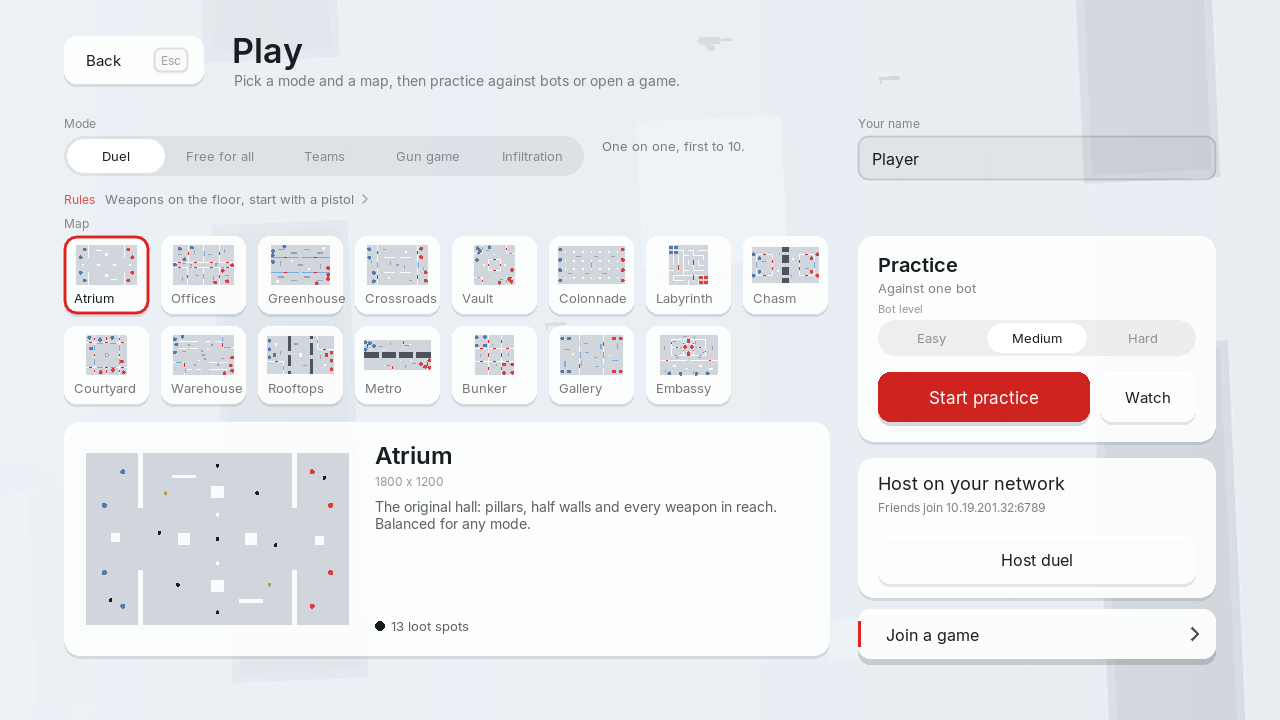 Back
Esc
Play
Pick a mode and a map, then practice against bots or open a game.
Mode
Duel
Free for all
Teams
Gun game
Infiltration
One on one, first to 10.
Your name
Player
Rules
Weapons on the floor, start with a pistol
Map
Atrium
Offices
Greenhouse
Crossroads
Vault
Colonnade
Labyrinth
Chasm
Courtyard
Warehouse
Rooftops
Metro
Bunker
Gallery
Embassy
Atrium
1800 x 1200
The original hall: pillars, half walls and every weapon in reach.
Balanced for any mode.
13 loot spots
Practice
Against one bot
Bot level
Easy
Medium
Hard
Start practice
Watch
Host on your network
Friends join 10.19.201.32:6789
Host duel
Join a game